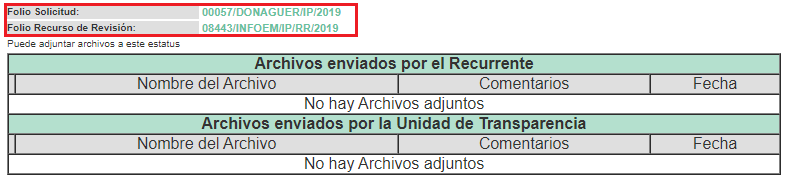 Folio Solicitud: 00057/DONAGUER/IP/2019
Folio Recurso de Revisión: 08443/INFOEM/IP/RR/2019
Puede adjuntar archivos a este estatus
Archivos enviados por el Recurrente
Nombre del Archivo Comentarios Fecha
No hay Archivos adjuntos
Archivos enviados por la Unidad de Transparencia
Nombre del Archivo Comentarios Fecha
No hay Archivos adjuntos